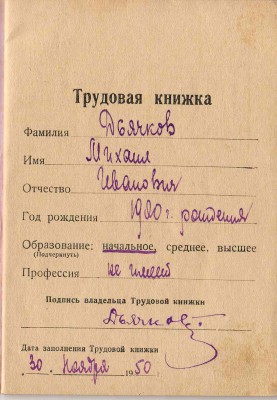 Трудовая книжка
Фамилия Дьячков
Имя Михаил
Отчество Иванович
Год рождения 1920 г. рождения
Образование: начальное, среднее, высшее
(Подчеркнуть)
Профессия не имеет
Подпись владельца Трудовой книжки
Дьячков
Дата заполнения Трудовой книжки
30. Ноября 1950 г.